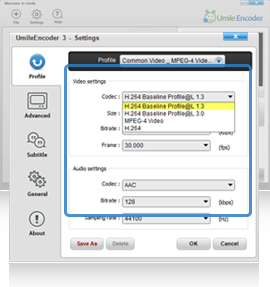 Welcome to Umile
File
Settings
Help
Umile Encoder
UmileEncoder 3 - Settings
Profile
Profile
Common Video _ MPEG-4 Vide...
Video settings
Codec:
H.264 Baseline Profile@L 1.3
H.264 Baseline Profile@L 1.3
Size :
H.264 Baseline Profile@L 3.0
MPEG-4 Video
Bitrate :
H.264
(kbps)
Frame :
30.000
(fps)
Advanced
Subtitle
General
About
Audio settings
Codec :
AAC
Bitrate :
128
(kbps)
Sampling Rate :
44100
(Hz)
Save As
Delete
OK
Cancel